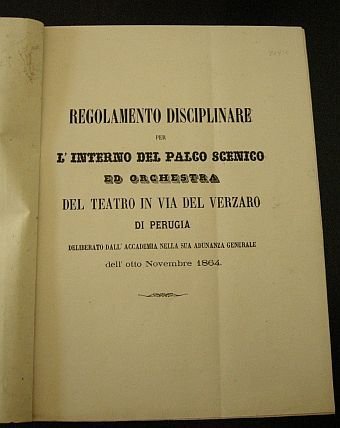 REGOLAMENTO DISCIPLINARE
PER
L'INTERNO DEL PALCO SCENICO
ED ORCHESTRA
DEL TEATRO IN VIA DEL VERZARO
DI PERUGIA
DELIBERATO DALL'ACCADEMIA NELLA SUA ADUNANZA GENERALE
dell'otto Novembre 1864.